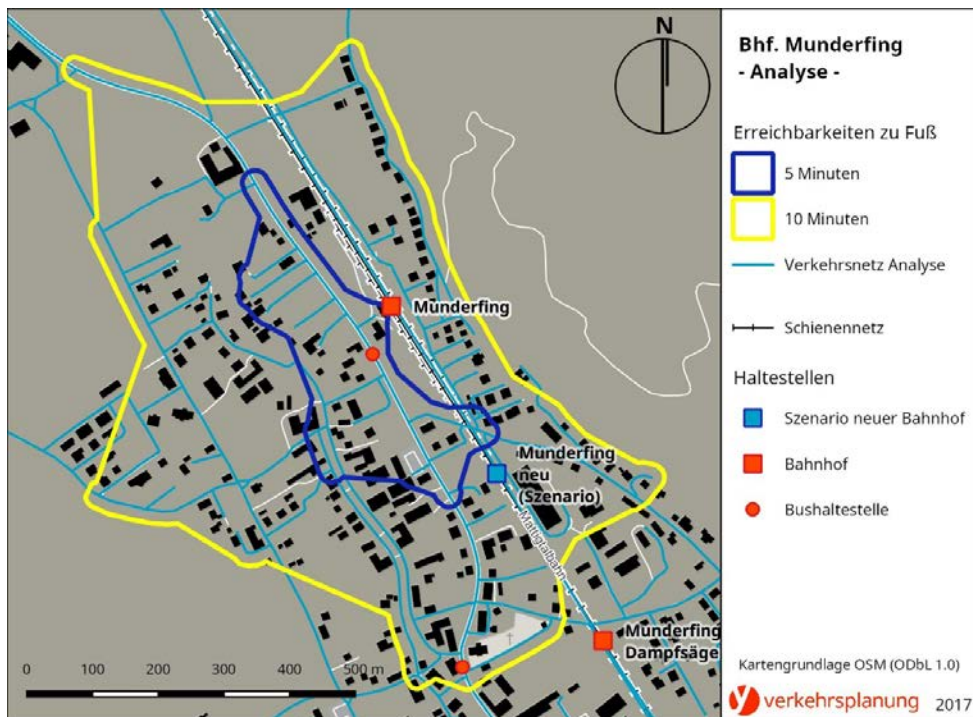 N
Munderfing
Munderfing
neu
(Szenario)
Mattigtalbahn
Munderfing
Dampfsäge
0 100 200 300 400 500 m
Bhf. Munderfing
- Analyse -
Erreichbarkeiten zu Fuß
5 Minuten
10 Minuten
Verkehrsnetz Analyse
Schienennetz
Haltestellen
Szenario neuer Bahnhof
Bahnhof
Bushaltestelle
Kartengrundlage OSM (ODbL 1.0)
y verkehrsplanung 2017